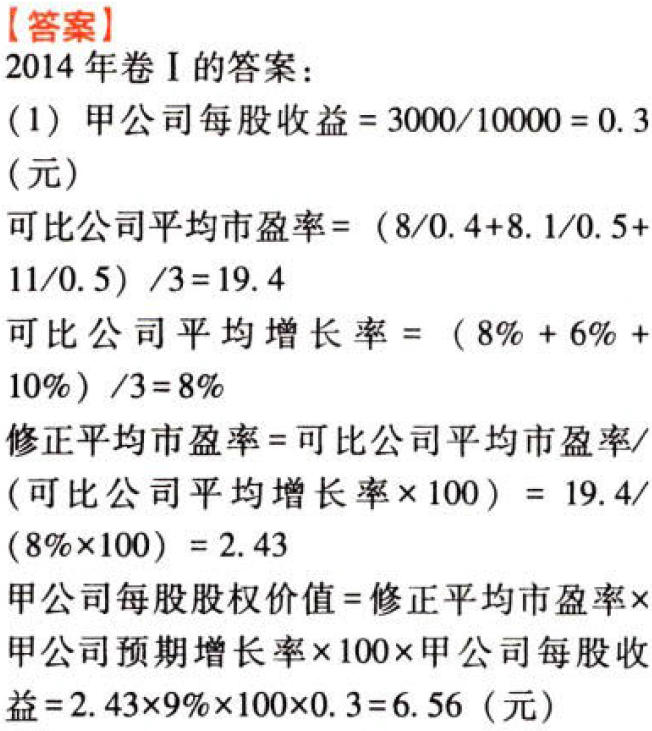 【答案】
2014 年卷 I 的答案：
（1）甲公司每股收益 = 3000/10000 = 0. 3
（元）
可比公司平均市盈率 = （8/0. 4+8. 1/0. 5+
11/0. 5）/3 = 19. 4
可比公司平均增长率 = （8% + 6% +
10%）/3 = 8%
修正平均市盈率 = 可比公司平均市盈率/
（可比公司平均增长率×100） = 19. 4/
（8%×100） = 2. 43
甲公司每股股权价值 = 修正平均市盈率×
甲公司预期增长率×100×甲公司每股收
益 = 2. 43×9%×100×0. 3 = 6. 56（元）